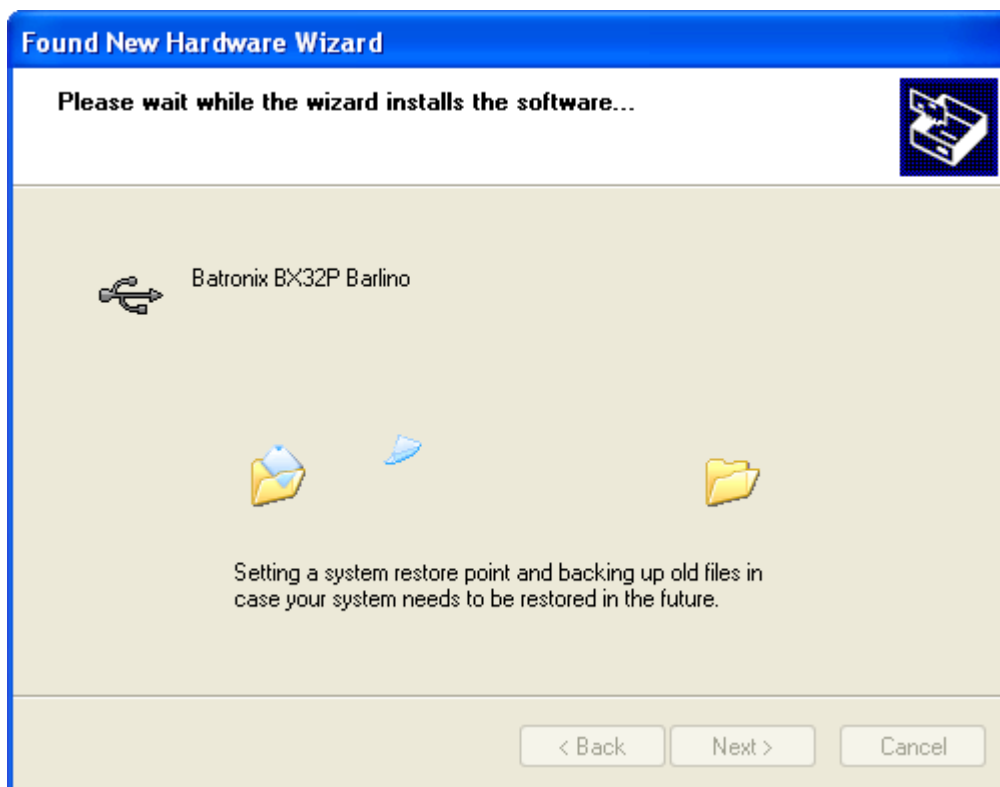 Found New Hardware Wizard
Please wait while the wizard installs the software...
Batronix BX32P Barlino
Setting a system restore point and backing up old files in
case your system needs to be restored in the future.
< Back
Next >
Cancel